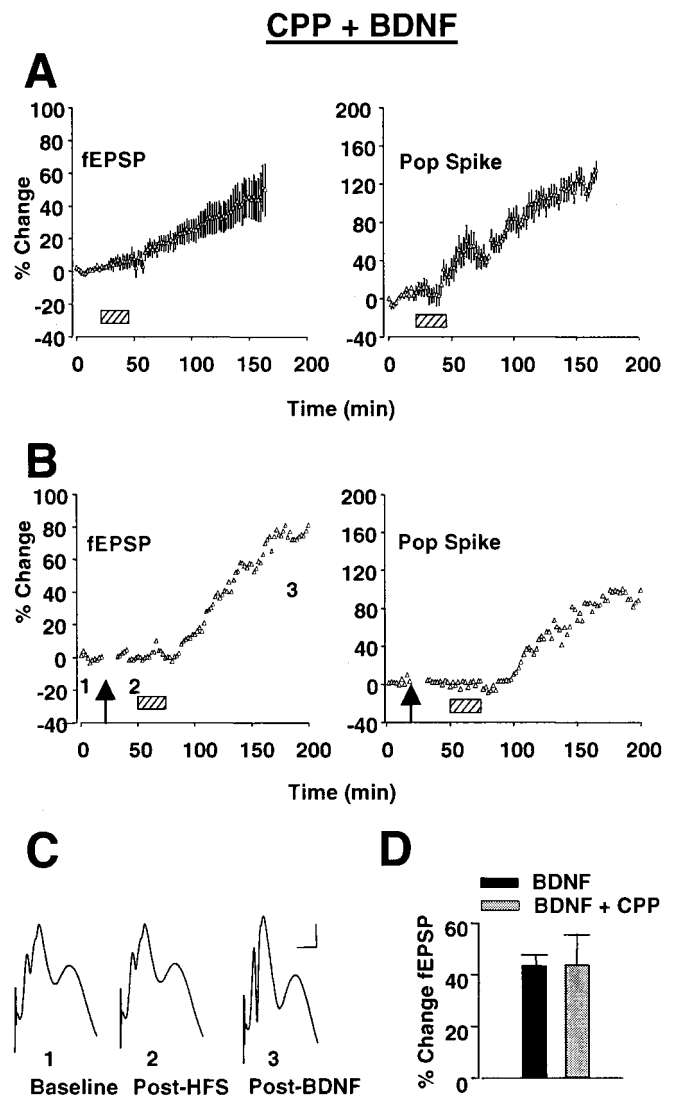 CPP + BDNF
A
100
80
60
40
20
0
-20
-40
% Change
fEPSP
0 50 100 150 200
200
160
120
80
40
0
-40
Pop Spike
0 50 100 150 200
Time (min)
B
100
80
60
40
20
0
-20
-40
% Change
fEPSP
1
2
3
0 50 100 150 200
200
160
120
80
40
0
-40
Pop Spike
0 50 100 150 200
Time (min)
C
1 2 3
Baseline Post-HFS Post-BDNF
D
BDNF
BDNF + CPP
60
40
20
0
% Change fEPSP